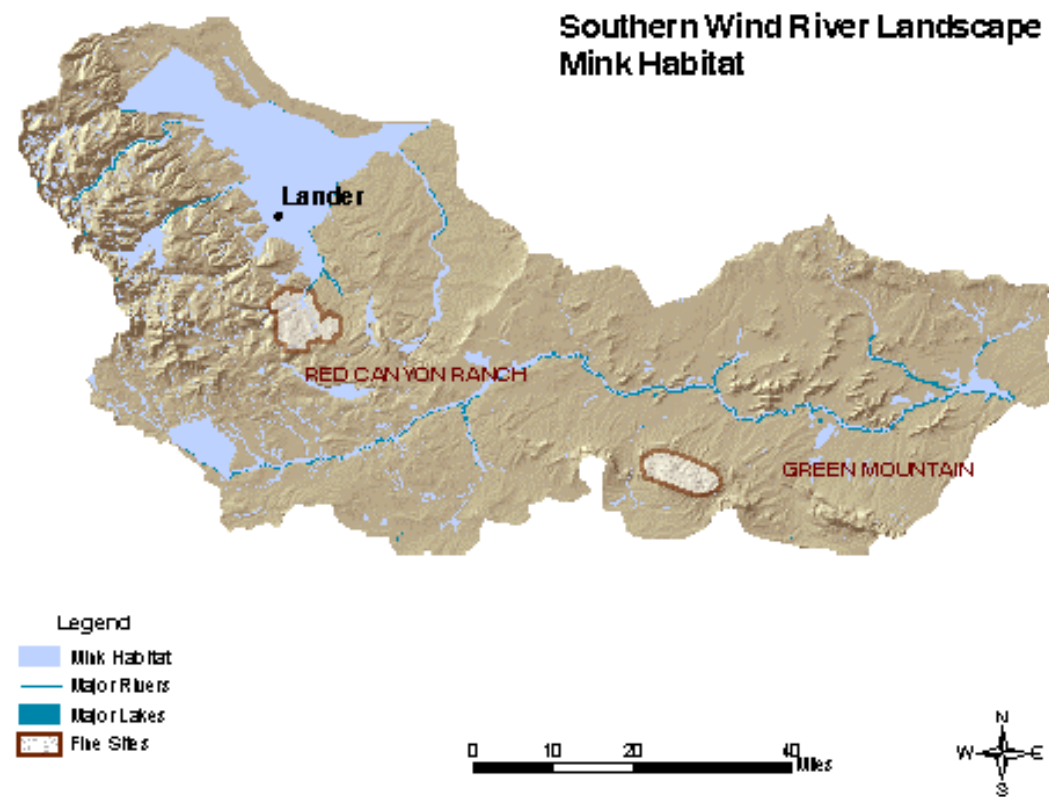 Southern Wind River Landscape
Mink Habitat
Lander
RED CANYON RANCH
GREEN MOUNTAIN
Legend
Mink Habitat
Major Rivers
Major Lakes
Fine Sites
0 10 20 40
Miles
N
W E
S